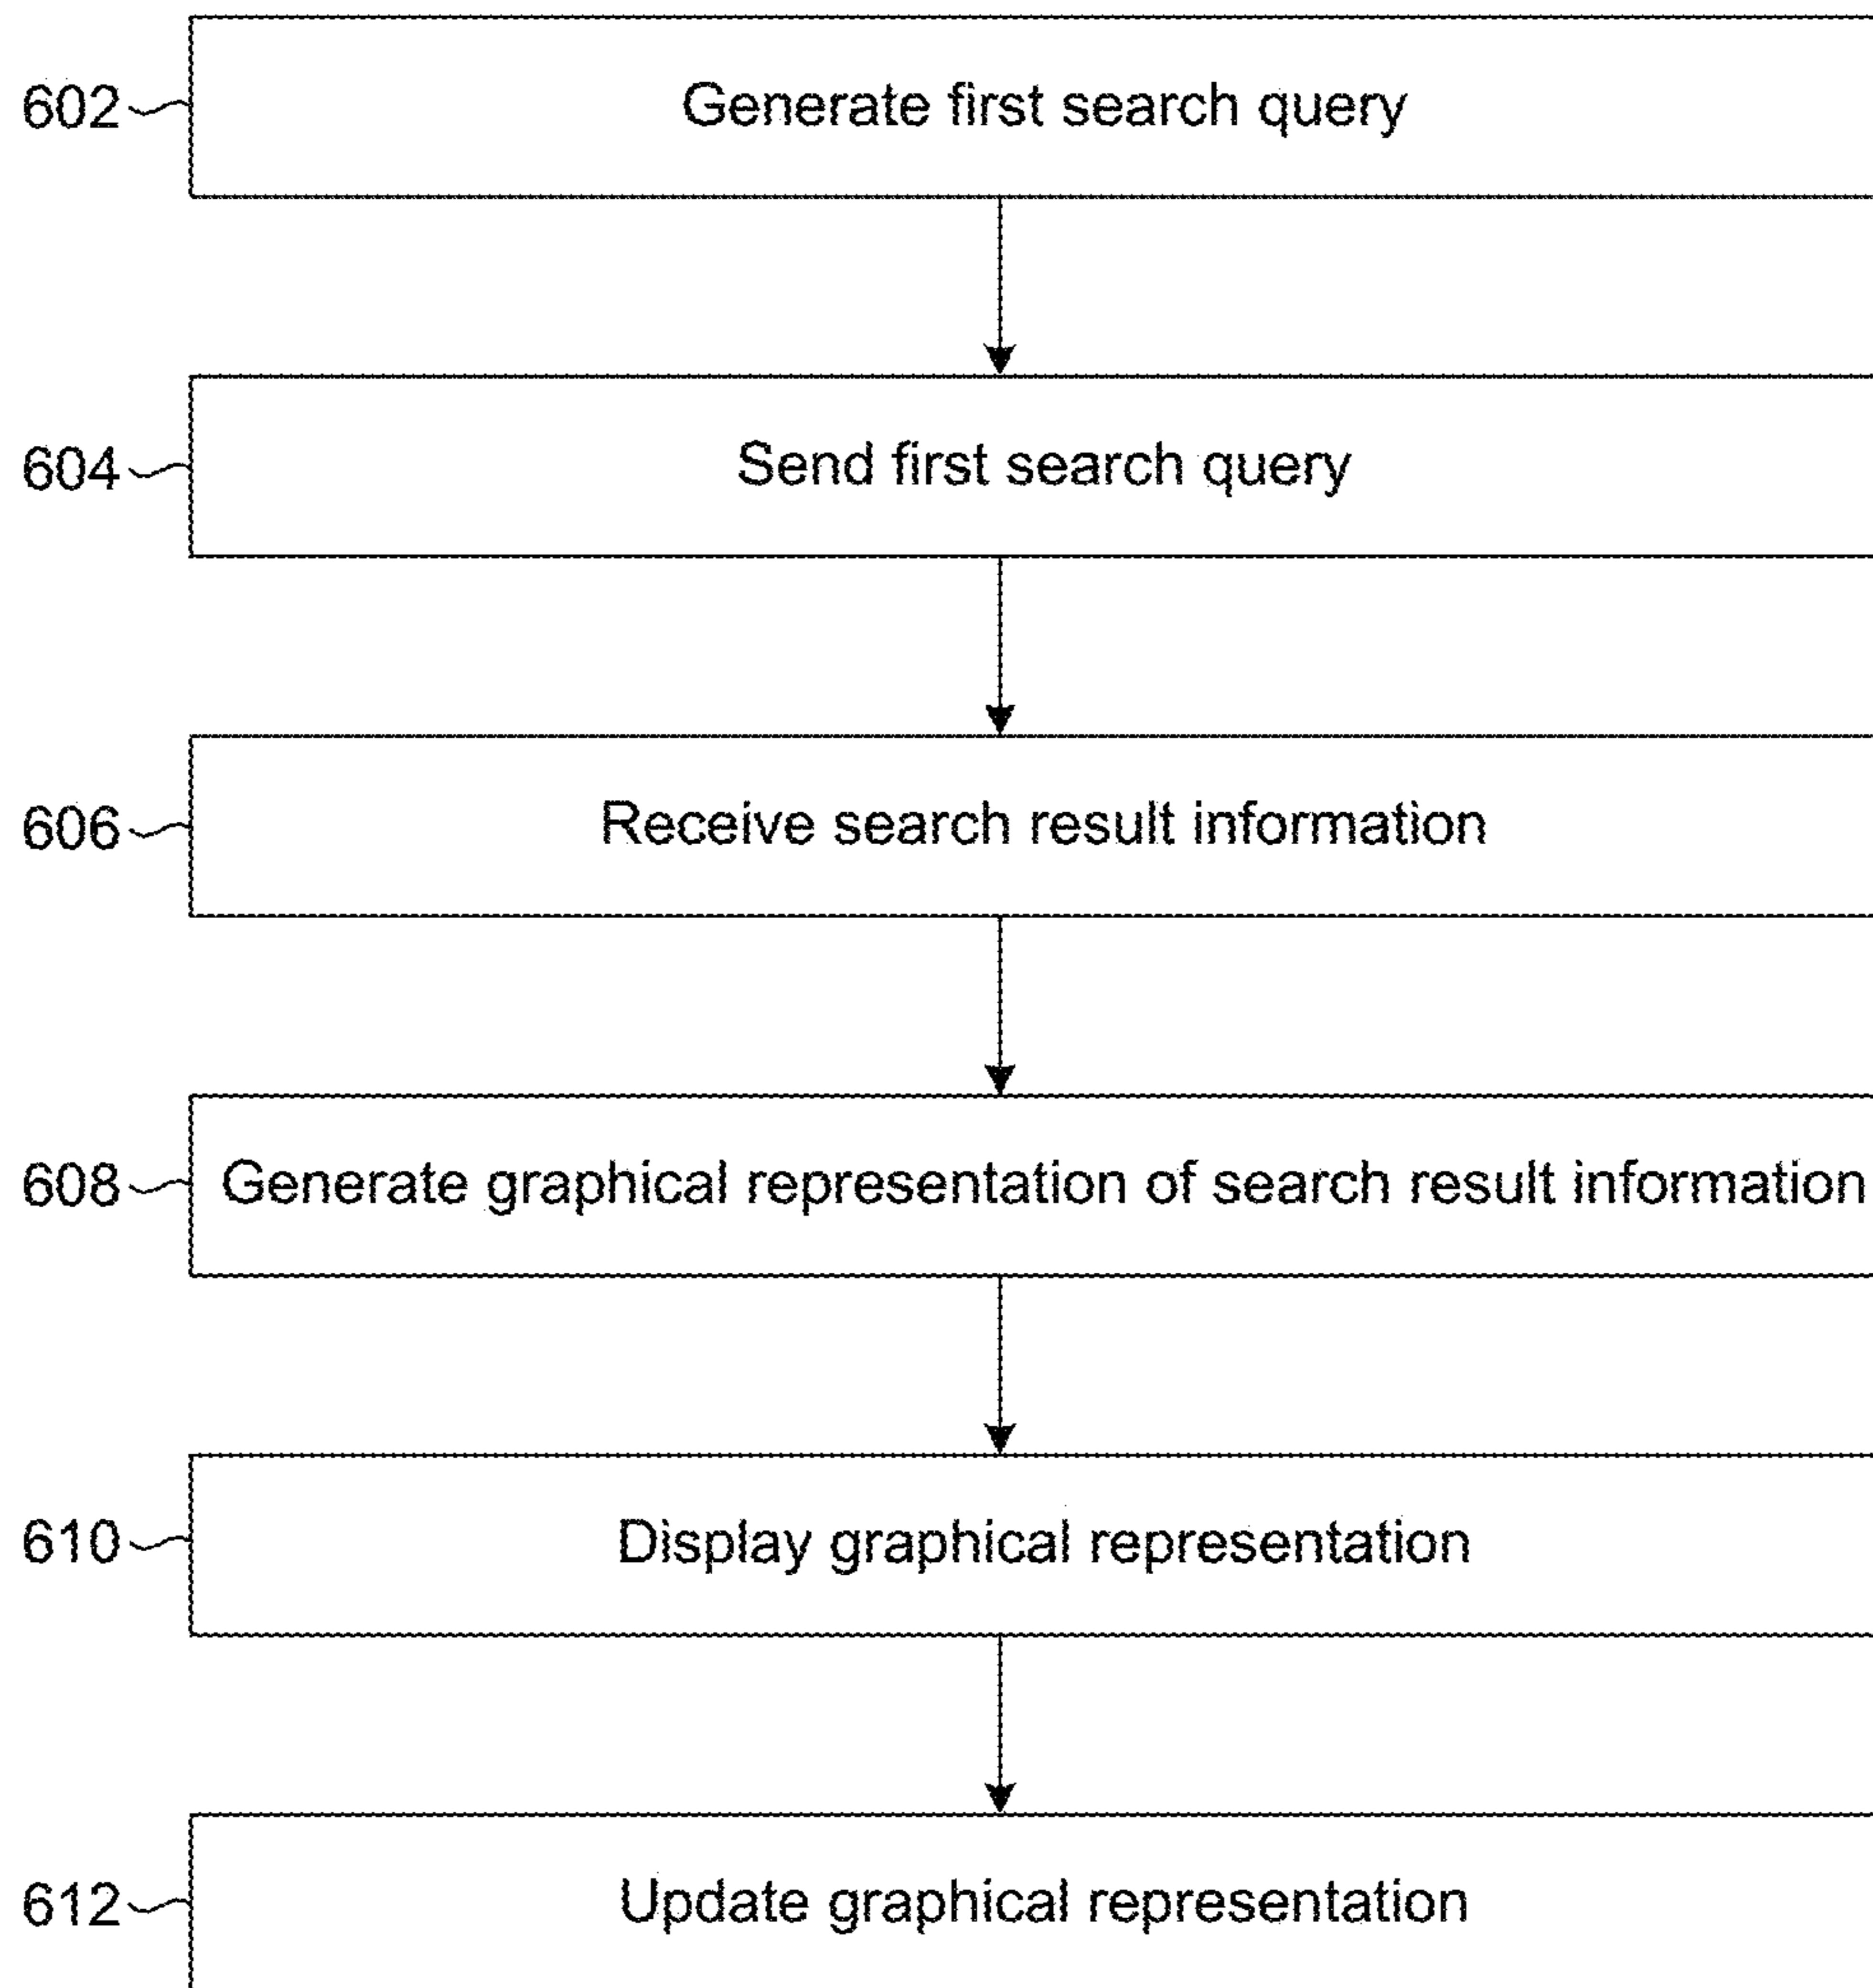 602 Generate first search query
604 Send first search query
606 Receive search result information
608 Generate graphical representation of search result information
610 Display graphical representation
612 Update graphical representation